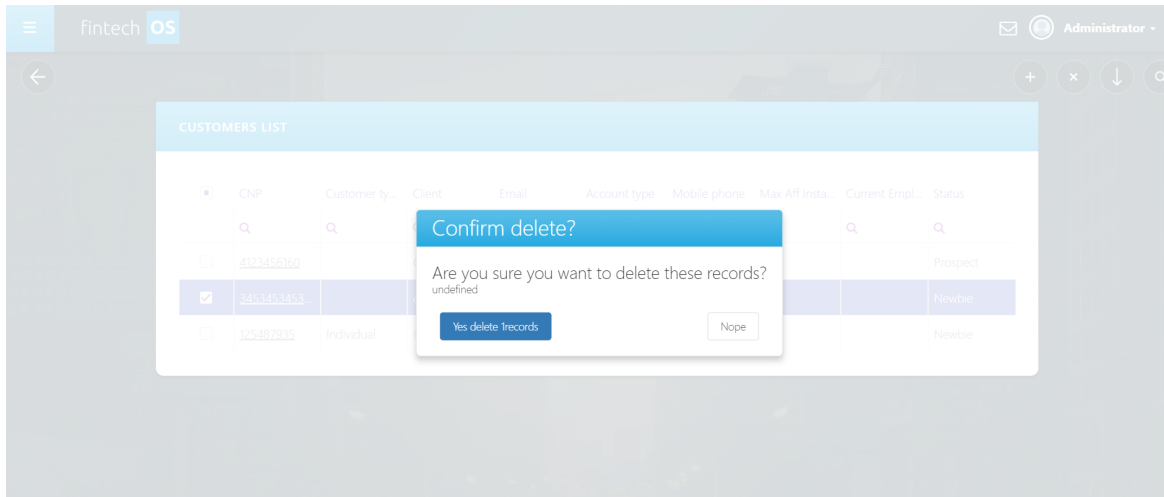 fintech OS
Administrator
CUSTOMERS LIST
CNP Customer ty... Client Email Account type Mobile phone Max Aff Insta... Current Empl... Status
Confirm delete?
4123456160 Prospect
Are you sure you want to delete these records?
undefined
3453453453... Newbie
Yes delete 1records Nope
125487935 individual Newbie